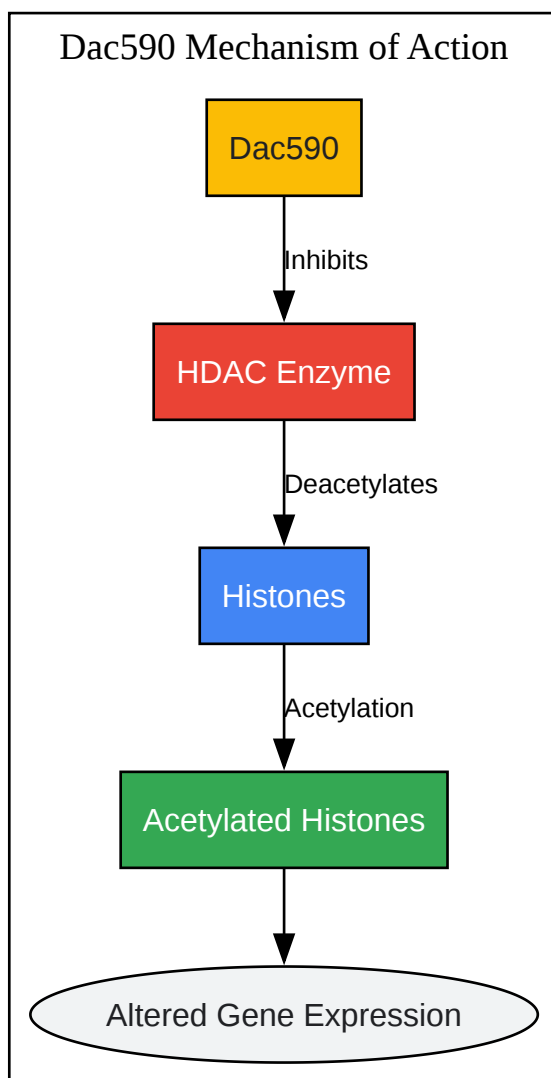 Dac590 Mechanism of Action
Dac590
Inhibits
HDAC Enzyme
Deacetylates
Histones
Acetylation
Acetylated Histones
Altered Gene Expression